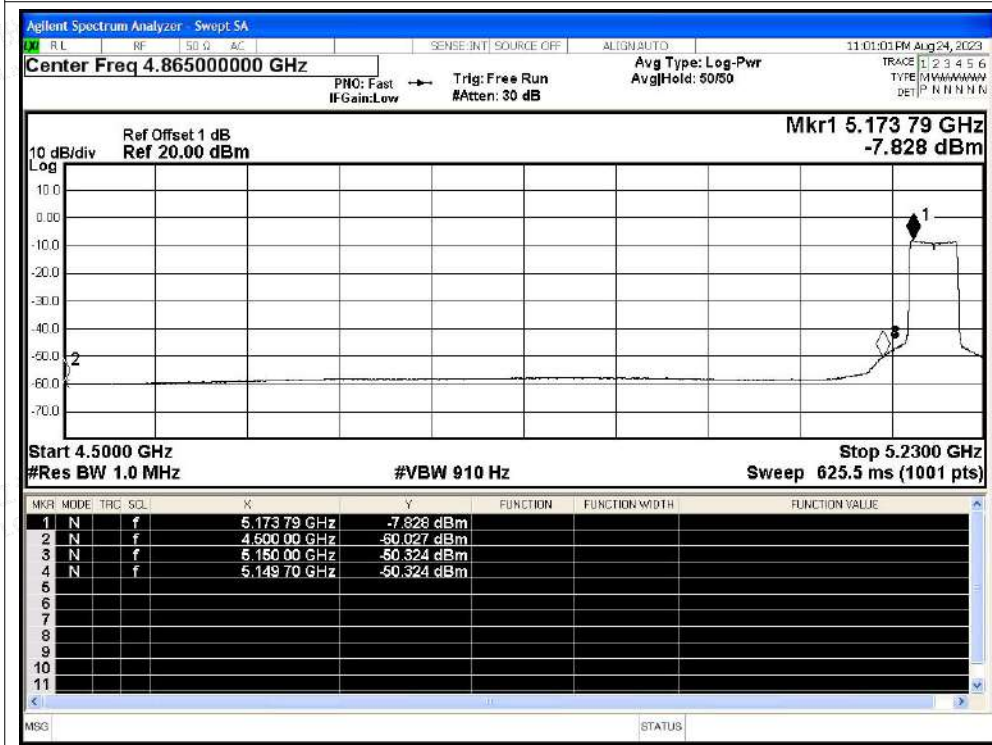 Agilent Spectrum Analyzer - Swept SA
LXI RL RF 50 Ω AC SENSE:INT SOURCE OFF ALIGN AUTO 11:01:01 PM Aug 24, 2023
Center Freq 4.865000000 GHz Avg Type: Log-Pwr TRACE 1 2 3 4 5 6
PNO: Fast Trig: Free Run Avg|Hold: 50/50 TYPE MWWWWW
IFGain:Low #Atten: 30 dB DET P N N N N N
Mkr1 5.173 79 GHz
Ref Offset 1 dB
10 dB/div Ref 20.00 dBm -7.828 dBm
Log
10.0
0.00
1
-10.0
-20.0
-30.0
-40.0
-50.0
2
-60.0
-70.0
Start 4.5000 GHz Stop 5.2300 GHz
#Res BW 1.0 MHz #VBW 910 Hz Sweep 625.5 ms (1001 pts)
MKR MODE TRC SCL X Y FUNCTION FUNCTION WIDTH FUNCTION VALUE
1 N f 5.173 79 GHz -7.828 dBm
2 N f 4.500 00 GHz -60.027 dBm
3 N f 5.150 00 GHz -50.324 dBm
4 N f 5.149 70 GHz -50.324 dBm
5
6
7
8
9
10
11
MSG STATUS